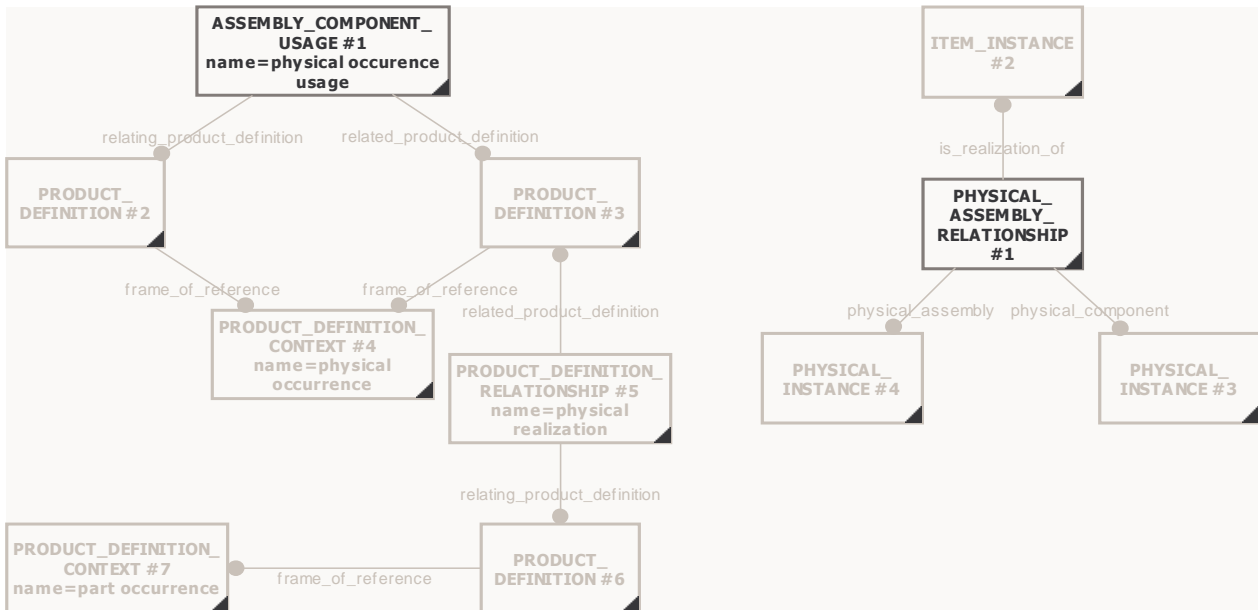 ASSEMBLY_COMPONENT_
USAGE #1
name=physical occurence
usage
ITEM_INSTANCE
#2
relating_product_definition
related_product_definition
is_realization_of
PRODUCT_
DEFINITION #2
PRODUCT_
DEFINITION #3
PHYSICAL_
ASSEMBLY_
RELATIONSHIP
#1
frame_of_reference
frame_of_reference
related_product_definition
physical_assembly
physical_component
PRODUCT_DEFINITION_
CONTEXT #4
name=physical
occurrence
PRODUCT_DEFINITION_
RELATIONSHIP #5
name=physical
realization
PHYSICAL_
INSTANCE #4
PHYSICAL_
INSTANCE #3
relating_product_definition
PRODUCT_DEFINITION_
CONTEXT #7
name=part occurrence
frame_of_reference
PRODUCT_
DEFINITION #6